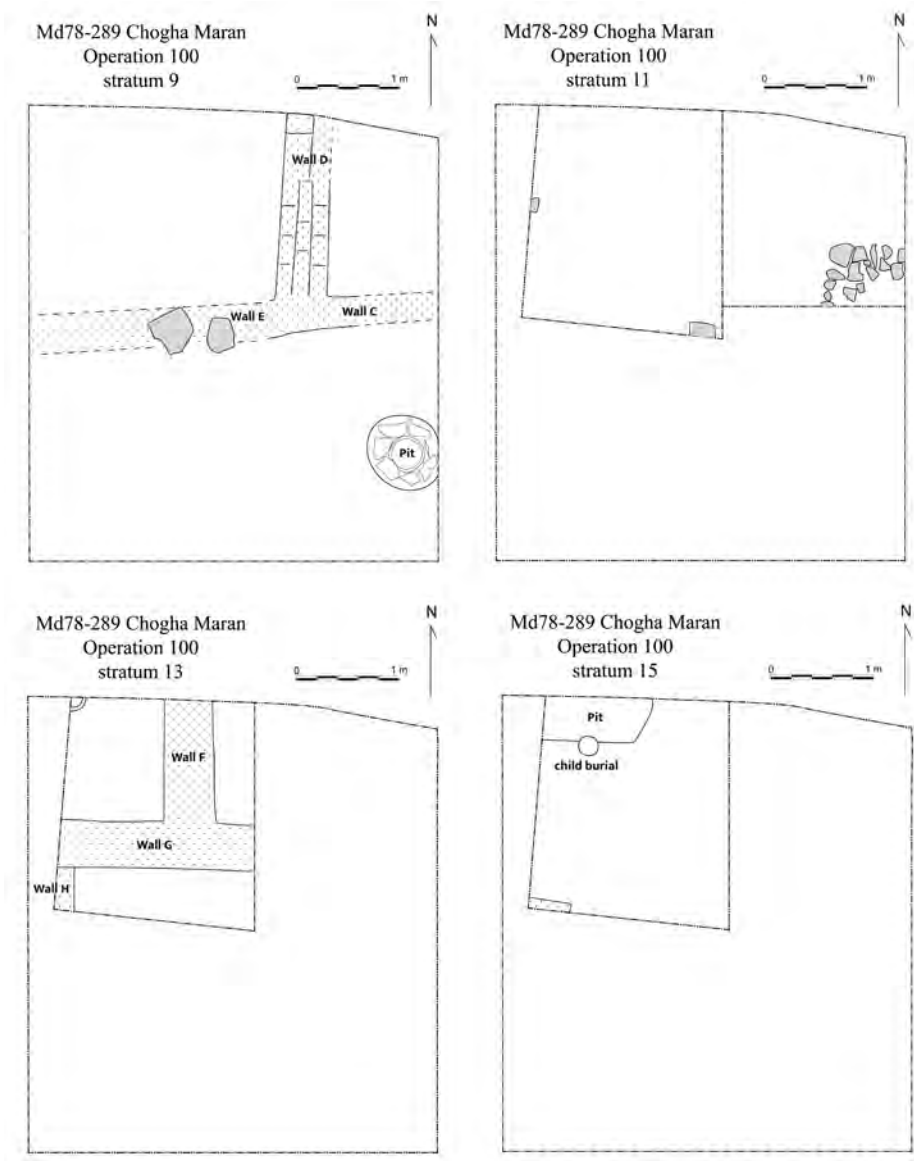 Md78-289 Chogha Maran
Operation 100
stratum 9
N
0 1 m
Wall D
Wall E
Wall C
Pit
Md78-289 Chogha Maran
Operation 100
stratum 11
N
0 1 m
Md78-289 Chogha Maran
Operation 100
stratum 13
N
0 1 m
Wall F
Wall G
Wall H
Md78-289 Chogha Maran
Operation 100
stratum 15
N
0 1 m
Pit
child burial